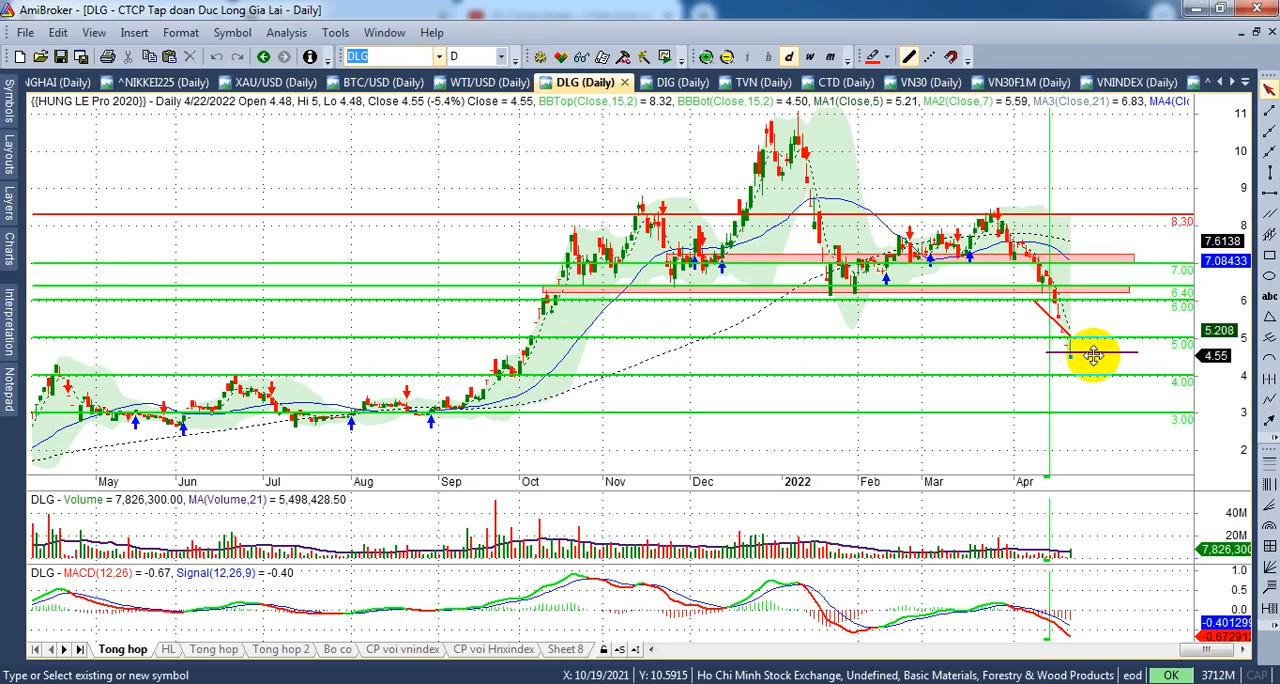 AmiBroker - [DLG - CTCP Tap doan Duc Long Gia Lai - Daily]
File Edit View Insert Format Symbol Analysis Tools Window Help
DLG D i h d w m
NGHAI (Daily) ^NIKKEI225 (Daily) XAU/USD (Daily) BTC/USD (Daily) WTI/USD (Daily) DLG (Daily) DIG (Daily) TVN (Daily) CTD (Daily) VN30 (Daily) VN30F1M (Daily) VNINDEX (Daily)
{{HUNG LE Pro 2020}} - Daily 4/22/2022 Open 4.48, Hi 5, Lo 4.48, Close 4.55 (-5.4%) Close = 4.55, BBTop(Close,15,2) = 8.32, BBBot(Close,15,2) = 4.50, MA1(Close,5) = 5.21, MA2(Close,7) = 5.59, MA3(Close,21) = 6.83, MA4(Clo
Symbols
Layouts
Layers
Charts
Interpretation
Notepad
abc
11
10
9
8.30
8
7.6138
7.08433
7.00
6.40
6.00
6
5.208
5
5.00
4.55
4.00
4
3
3.00
2
May Jun Jul Aug Sep Oct Nov Dec 2022 Feb Mar Apr
DLG - Volume = 7,826,300.00, MA(Volume,21) = 5,498,428.50
40M
20M
7,826,300
DLG - MACD(12,26) = -0.67, Signal(12,26,9) = -0.40
1.0
0.5
0.0
-0.401299
-0.672912
Tong hop HL Tong hop Tong hop 2 Bo co CP voi vnindex CP voi Hnxindex Sheet 8
Type or Select existing or new symbol X: 10/19/2021 Y: 10.5915 Ho Chi Minh Stock Exchange, Undefined, Basic Materials, Forestry & Wood Products eod OK 3712M CAP